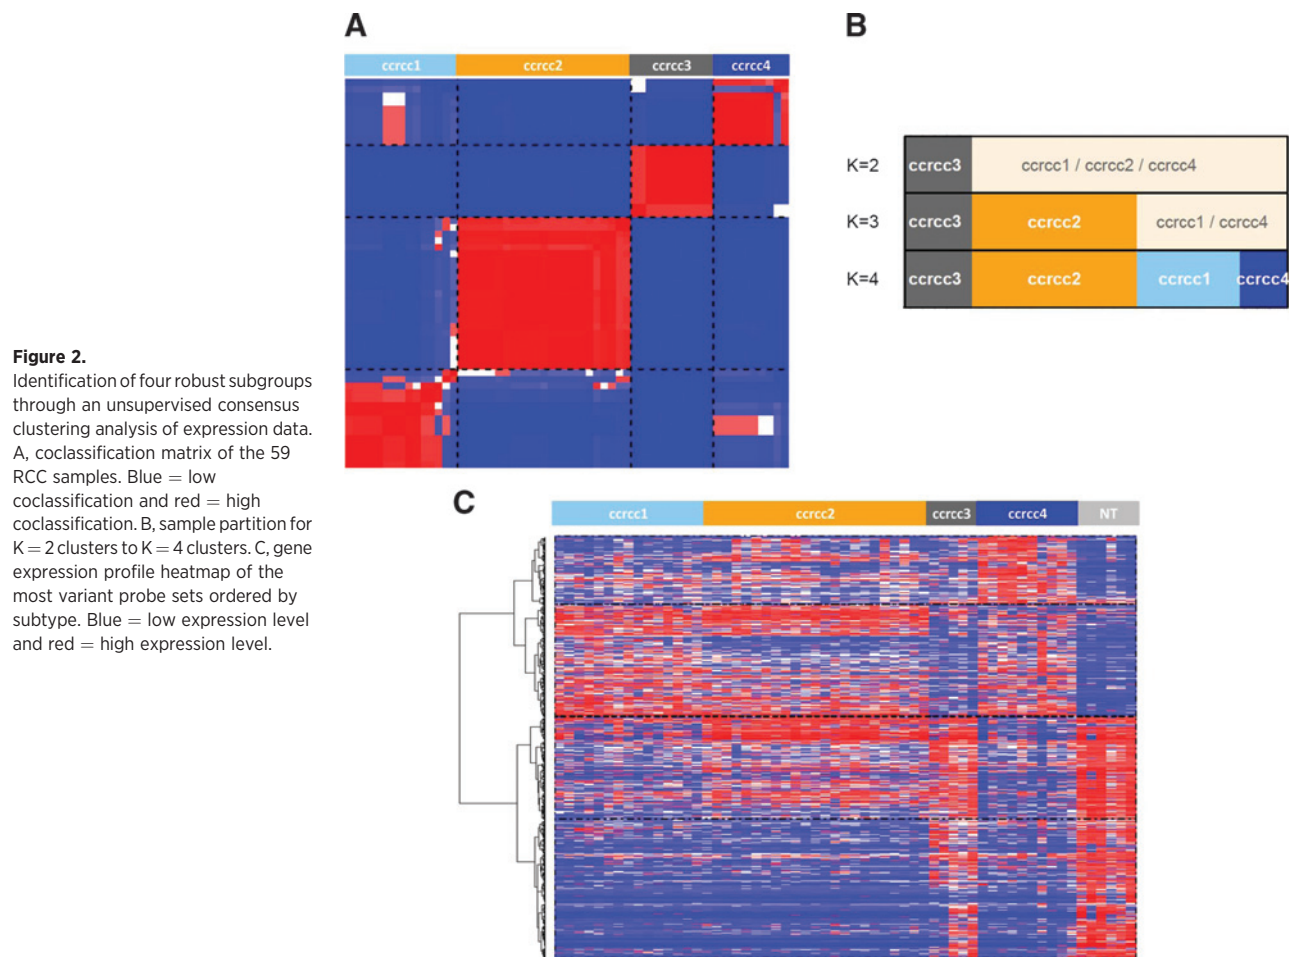 A
ccrcc1 ccrcc2 ccrcc3 ccrcc4
B
K=2 ccrcc3 ccrcc1 / ccrcc2 / ccrcc4
K=3 ccrcc3 ccrcc2 ccrcc1 / ccrcc4
K=4 ccrcc3 ccrcc2 ccrcc1 ccrcc4
Figure 2.
Identification of four robust subgroups
through an unsupervised consensus
clustering analysis of expression data.
A, coclassification matrix of the 59
RCC samples. Blue = low
coclassification and red = high
coclassification. B, sample partition for
K = 2 clusters to K = 4 clusters. C, gene
expression profile heatmap of the
most variant probe sets ordered by
subtype. Blue = low expression level
and red = high expression level.
C
ccrcc1 ccrcc2 ccrcc3 ccrcc4 NT